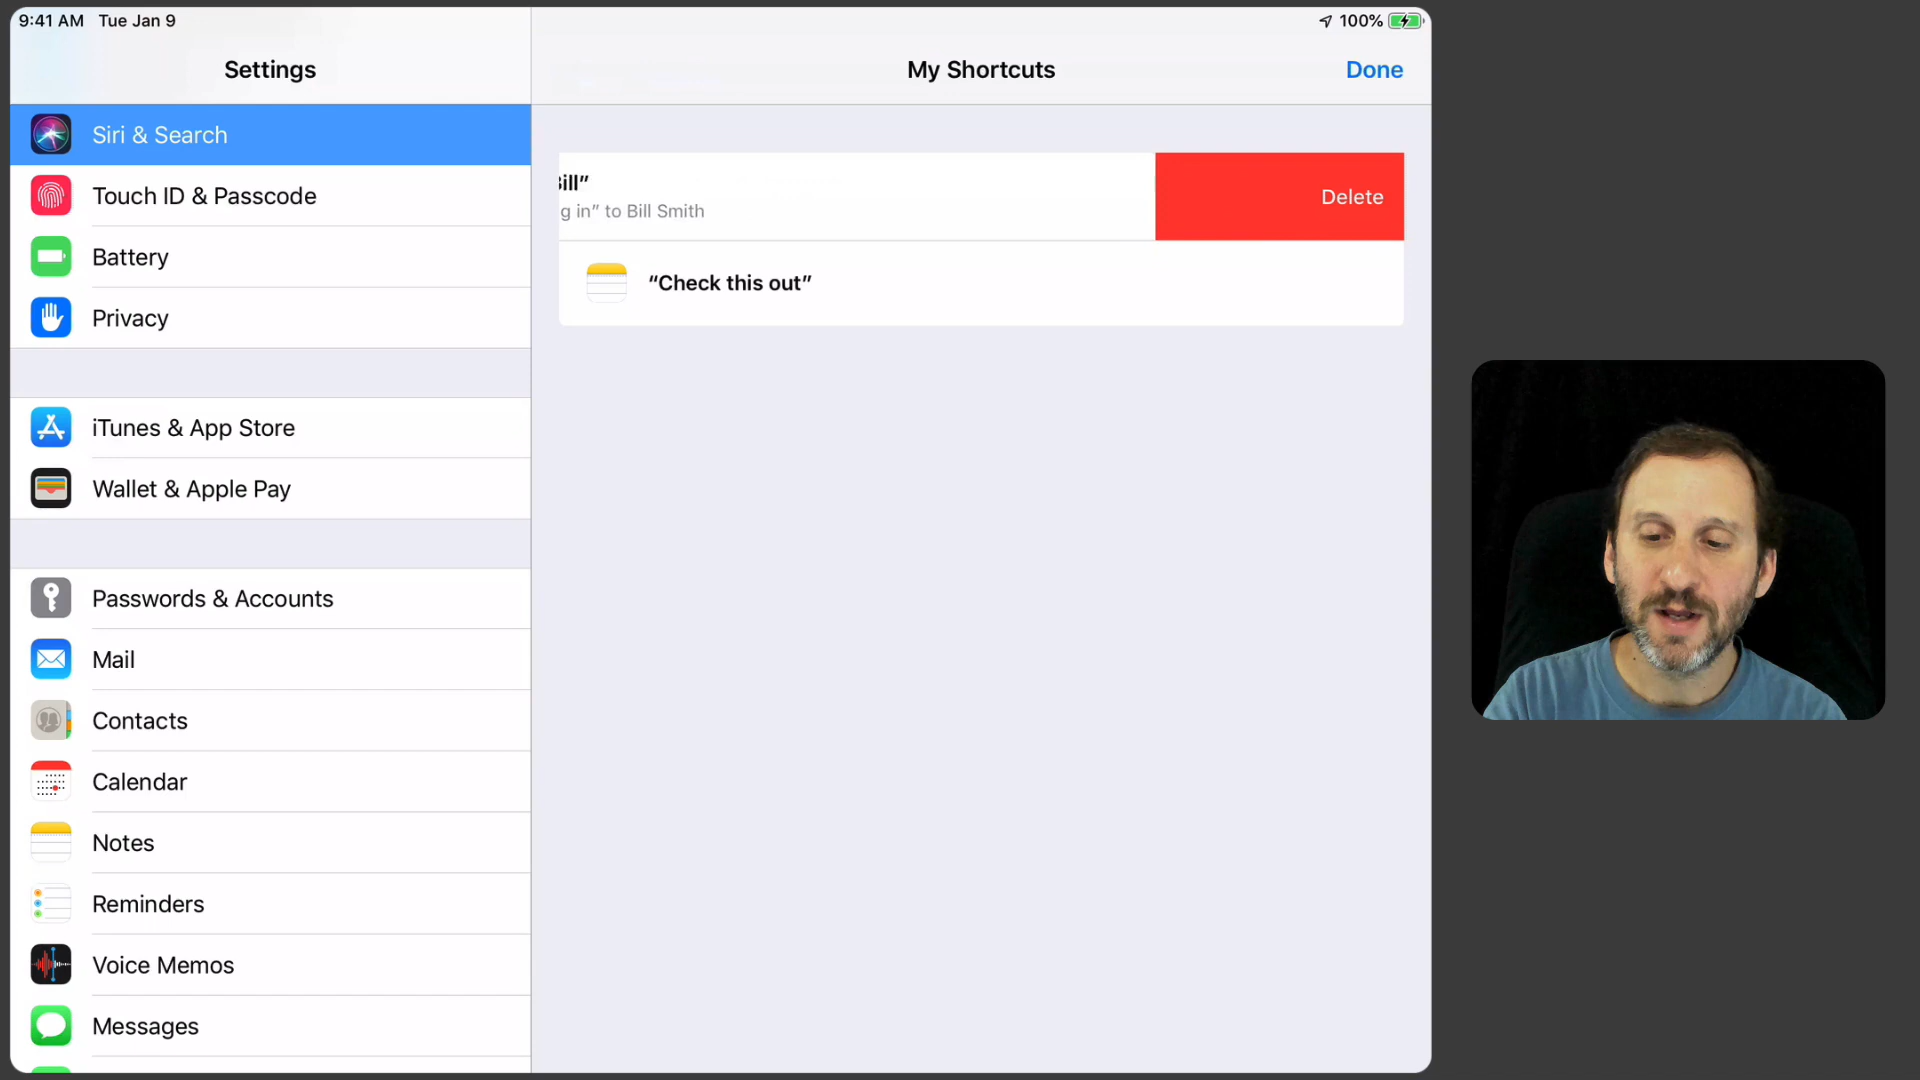 9:41 AM Tue Jan 9
100%
Settings
My Shortcuts
Done
Siri & Search
Touch ID & Passcode
Battery
Privacy
iTunes & App Store
Wallet & Apple Pay
Passwords & Accounts
Mail
Contacts
Calendar
Notes
Reminders
Voice Memos
Messages
ill”
g in” to Bill Smith
Delete
“Check this out”